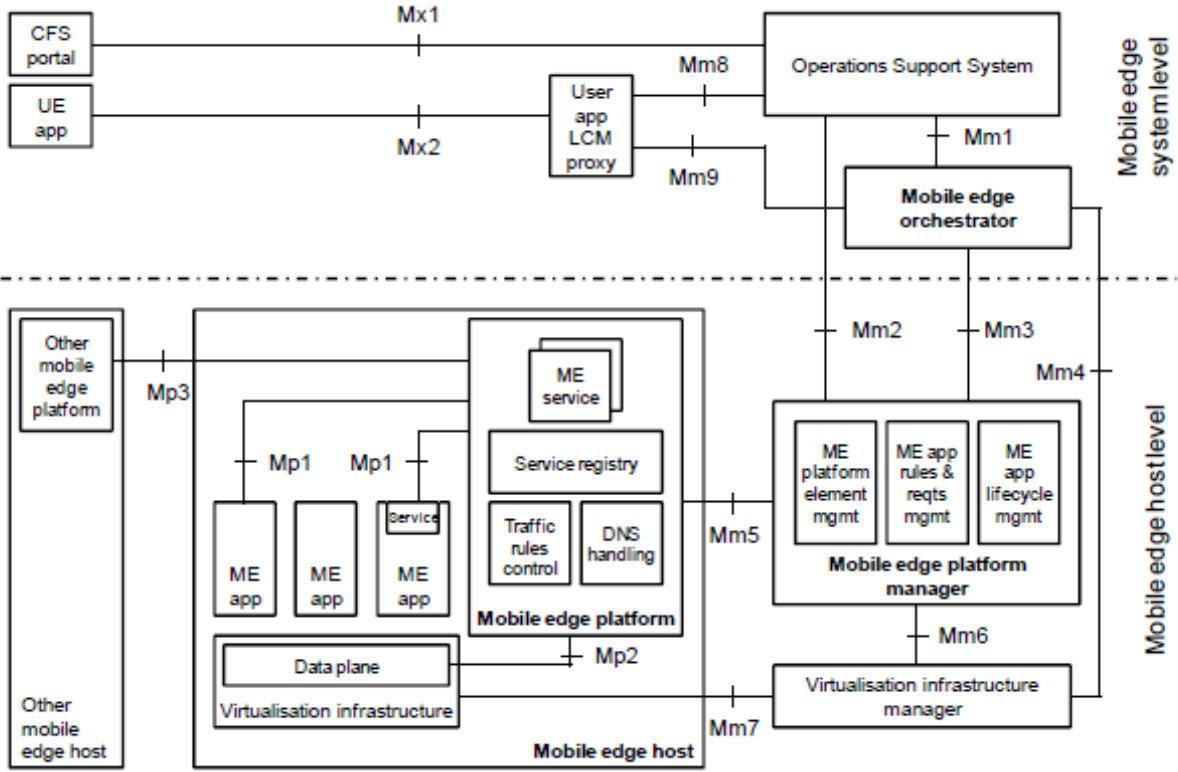 Mx1
CFS
portal
Operations Support System
Mm8
UE
app
User
app
LCM
proxy
Mx2
Mm9
Mm1
Mobile edge
system level
Mobile edge
orchestrator
Other
mobile
edge
platform
Mp3
ME
service
Mm2
Mm3
Mm4
Mp1
Mp1
Service registry
ME
platform
element
mgmt
ME app
rules &
reqts
mgmt
ME
app
lifecycle
mgmt
Mobile edge host level
Service
Traffic
rules
control
DNS
handling
Mm5
ME
app
ME
app
ME
app
Mobile edge platform
manager
Mobile edge platform
Mp2
Mm6
Data plane
Virtualisation infrastructure
Mm7
Virtualisation infrastructure
manager
Other
mobile
edge host
Mobile edge host